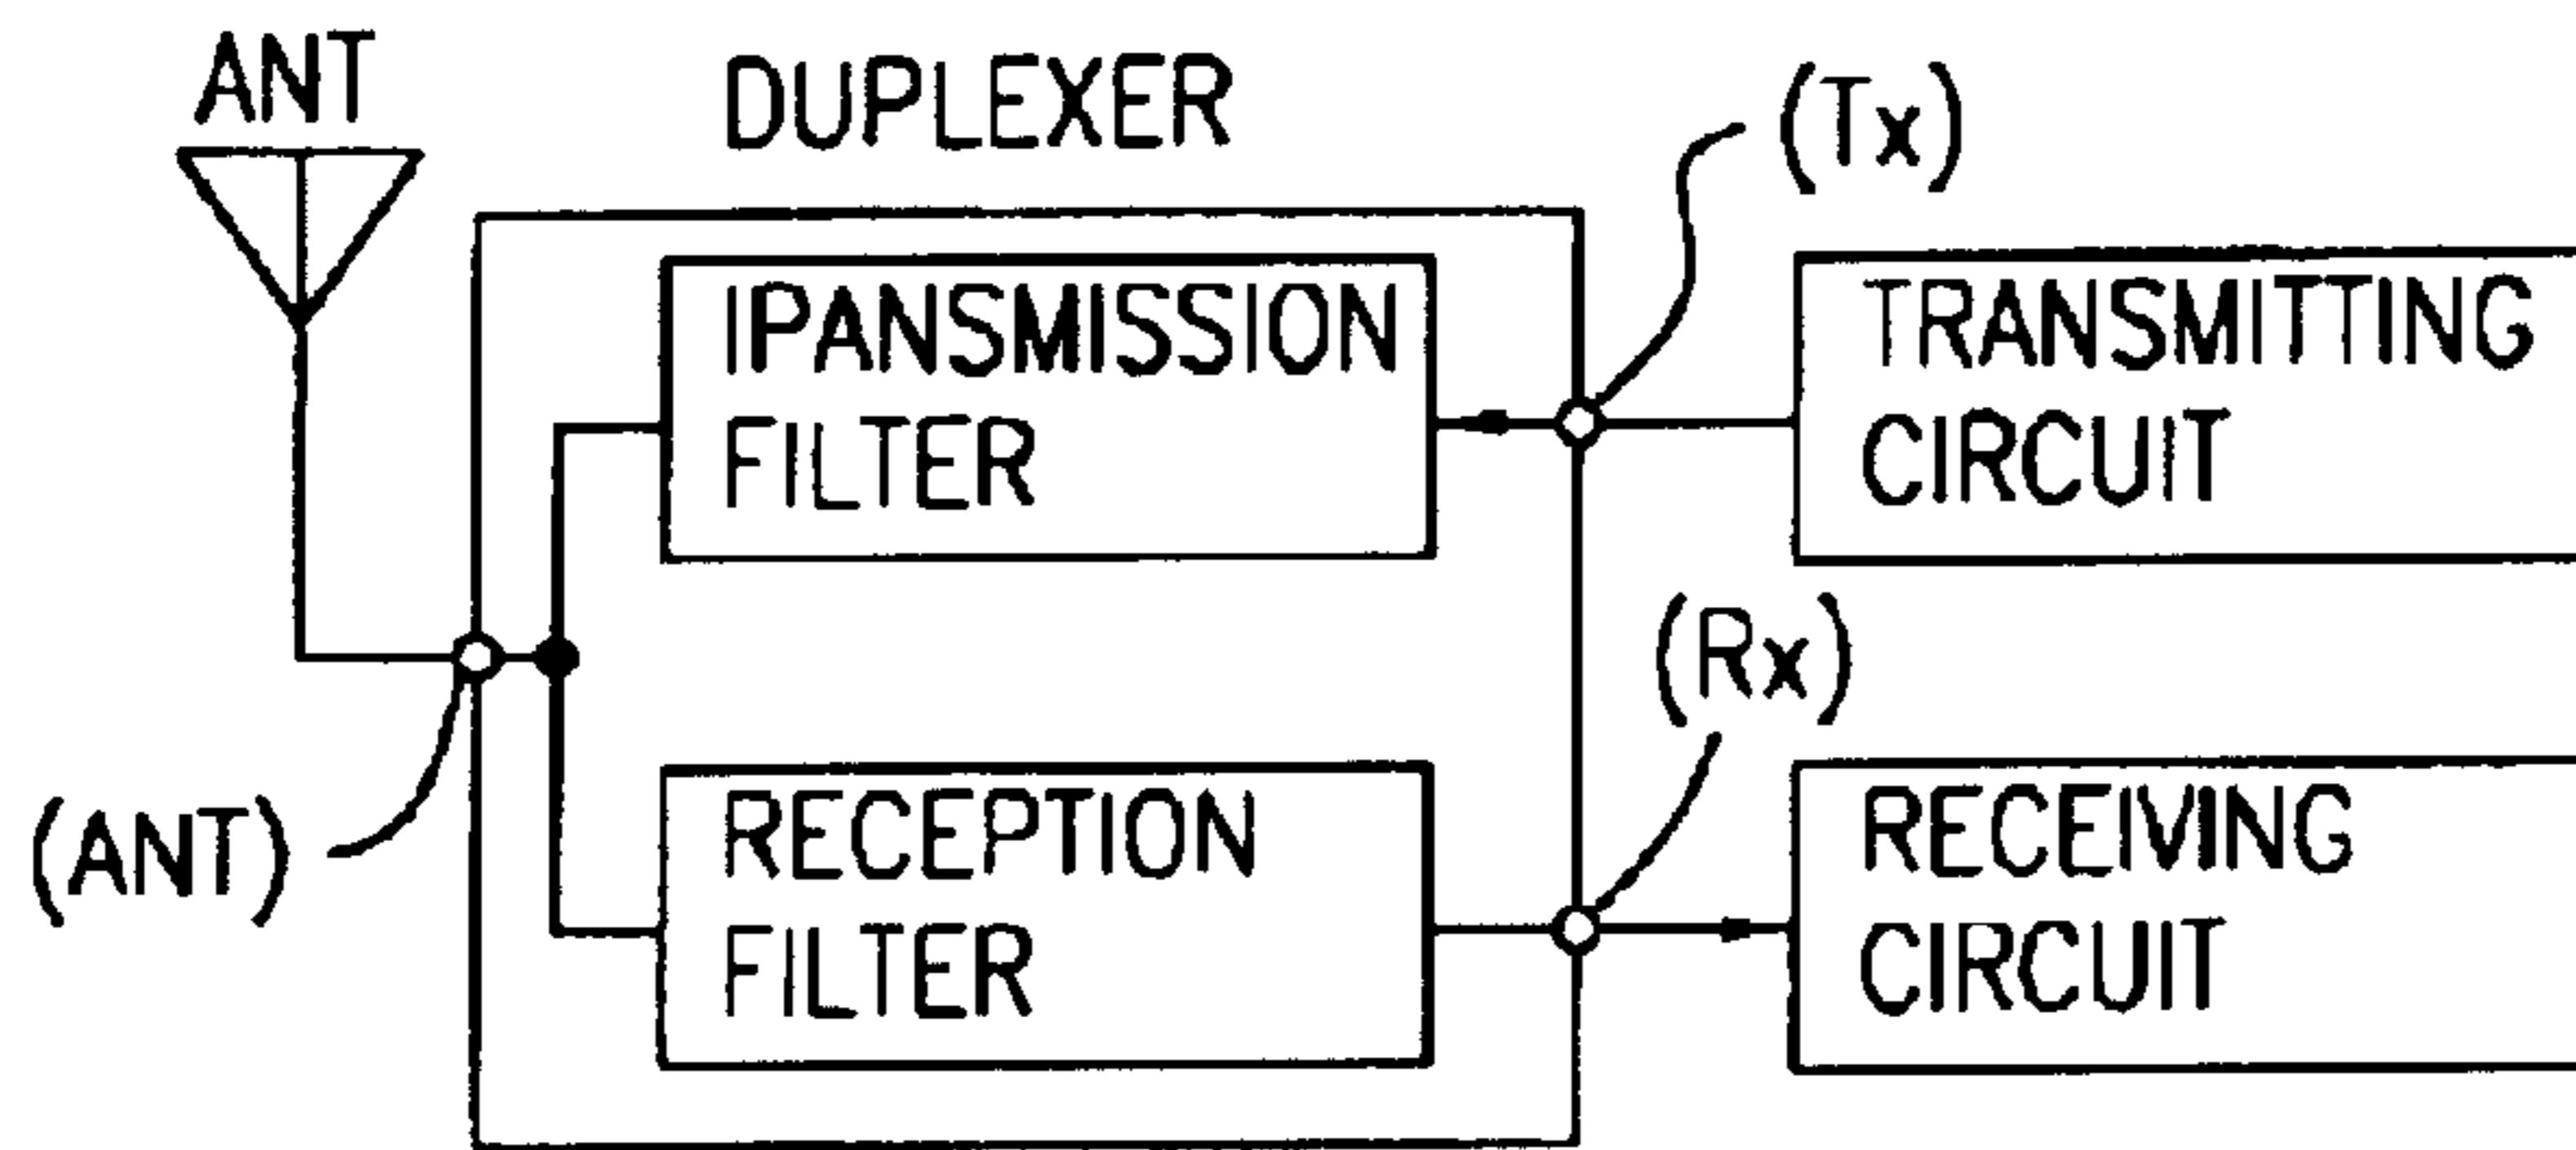 ANT
DUPLEXER
(Tx)
IPANSMISSION
FILTER
TRANSMITTING
CIRCUIT
(Rx)
(ANT)
RECEPTION
FILTER
RECEIVING
CIRCUIT